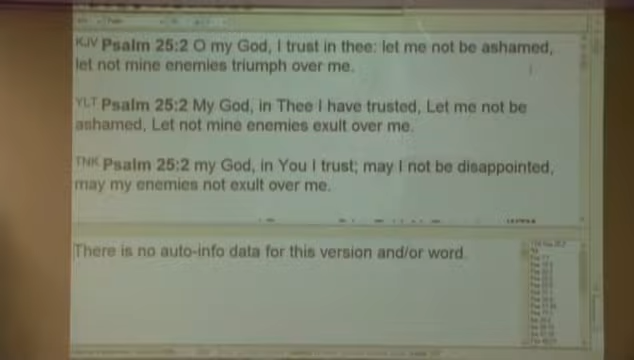 KJV Psalm 25:2 O my God, I trust in thee: let me not be ashamed,
let not mine enemies triumph over me.
YLT Psalm 25:2 My God, in Thee I have trusted, Let me not be
ashamed, Let not mine enemies exult over me.
TNK Psalm 25:2 my God, in You I trust; may I not be disappointed,
may my enemies not exult over me.
There is no auto-info data for this version and/or word.